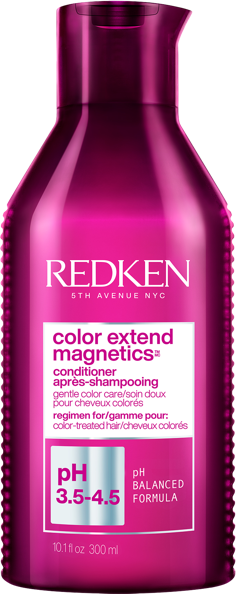 REDKEN
5TH AVENUE NYC
color extend
magnetics™
conditioner
après-shampooing
gentle color care/soin doux
pour cheveux colorés
regimen for/gamme pour:
color-treated hair/cheveux colorés
pH
3.5-4.5
pH
BALANCED
FORMULA
10.1 fl oz 300 ml